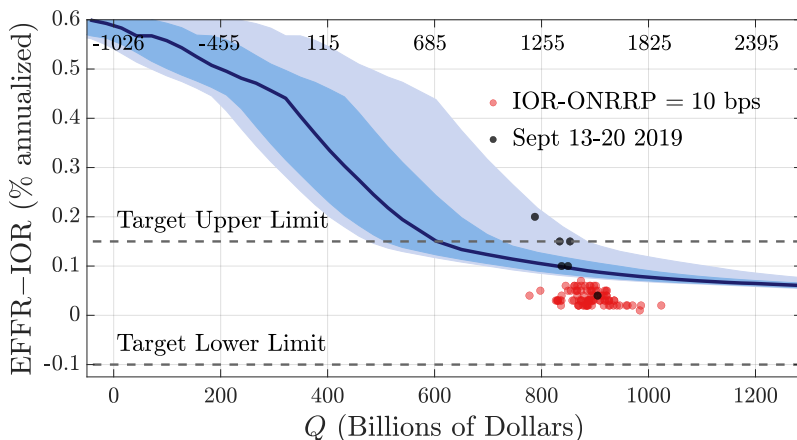 0.6
-1026 -455 115 685 1255 1825 2395
0.5
0.4
IOR-ONRRP = 10 bps
Sept 13-20 2019
0.3
0.2
Target Upper Limit
0.1
0
Target Lower Limit
-0.1
EFFR−IOR (% annualized)
0 200 400 600 800 1000 1200
Q (Billions of Dollars)